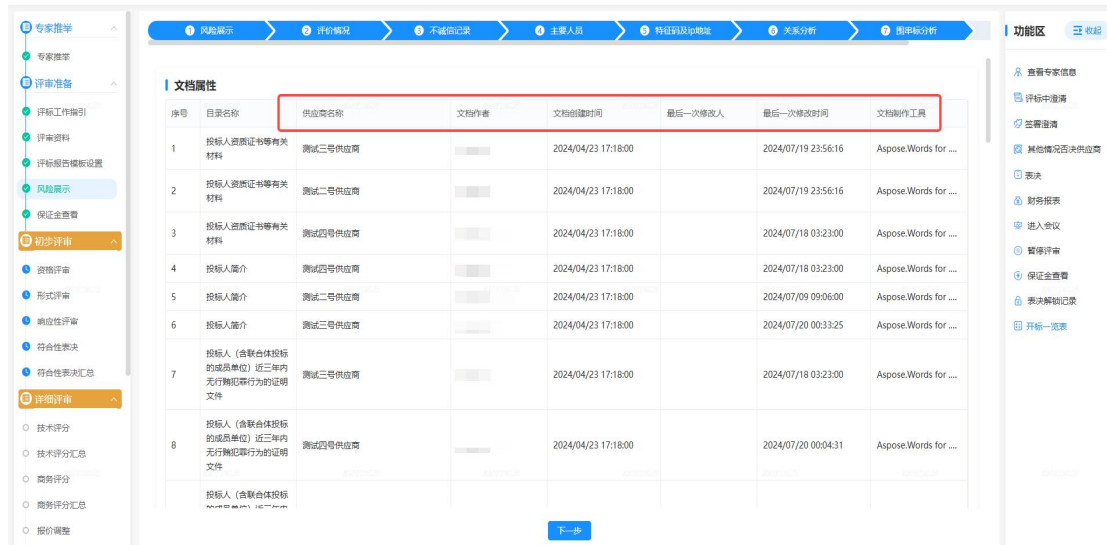 专家推举
专家推举
评审准备
评标工作指引
评审资料
评标报告模板设置
风险展示
保证金查看
初步评审
资格评审
形式评审
响应性评审
符合性表决
符合性表决汇总
详细评审
技术评分
技术评分汇总
商务评分
商务评分汇总
报价调整
1 风险展示 2 评价情况 3 不诚信记录 4 主要人员 5 特征码及ip地址 6 关系分析 7 围串标分析
文档属性
序号 目录名称 供应商名称 文档作者 文档创建时间 最后一次修改人 最后一次修改时间 文档制作工具
1 投标人资质证书等有关 测试三号供应商 2024/04/23 17:18:00 2024/07/19 23:56:16 Aspose.Words for ....
材料
2 投标人资质证书等有关 测试二号供应商 2024/04/23 17:18:00 2024/07/19 23:56:16 Aspose.Words for ....
材料
3 投标人资质证书等有关 测试四号供应商 2024/04/23 17:18:00 2024/07/18 03:23:00 Aspose.Words for ....
材料
4 投标人简介 测试四号供应商 2024/04/23 17:18:00 2024/07/18 03:23:00 Aspose.Words for ....
5 投标人简介 测试二号供应商 2024/04/23 17:18:00 2024/07/09 09:06:00 Aspose.Words for ....
6 投标人简介 测试三号供应商 2024/04/23 17:18:00 2024/07/20 00:33:25 Aspose.Words for ....
投标人（含联合体投标
的成员单位）近三年内
7 无行贿犯罪行为的证明 测试三号供应商 2024/04/23 17:18:00 2024/07/18 03:23:00 Aspose.Words for ....
文件
投标人（含联合体投标
的成员单位）近三年内
8 无行贿犯罪行为的证明 测试四号供应商 2024/04/23 17:18:00 2024/07/20 00:04:31 Aspose.Words for ....
文件
投标人（含联合体投标
下一步
功能区 收起
查看专家信息
评标中澄清
签署澄清
其他情况否决供应商
表决
财务报表
进入会议
暂停评审
保证金查看
表决解锁记录
开标一览表